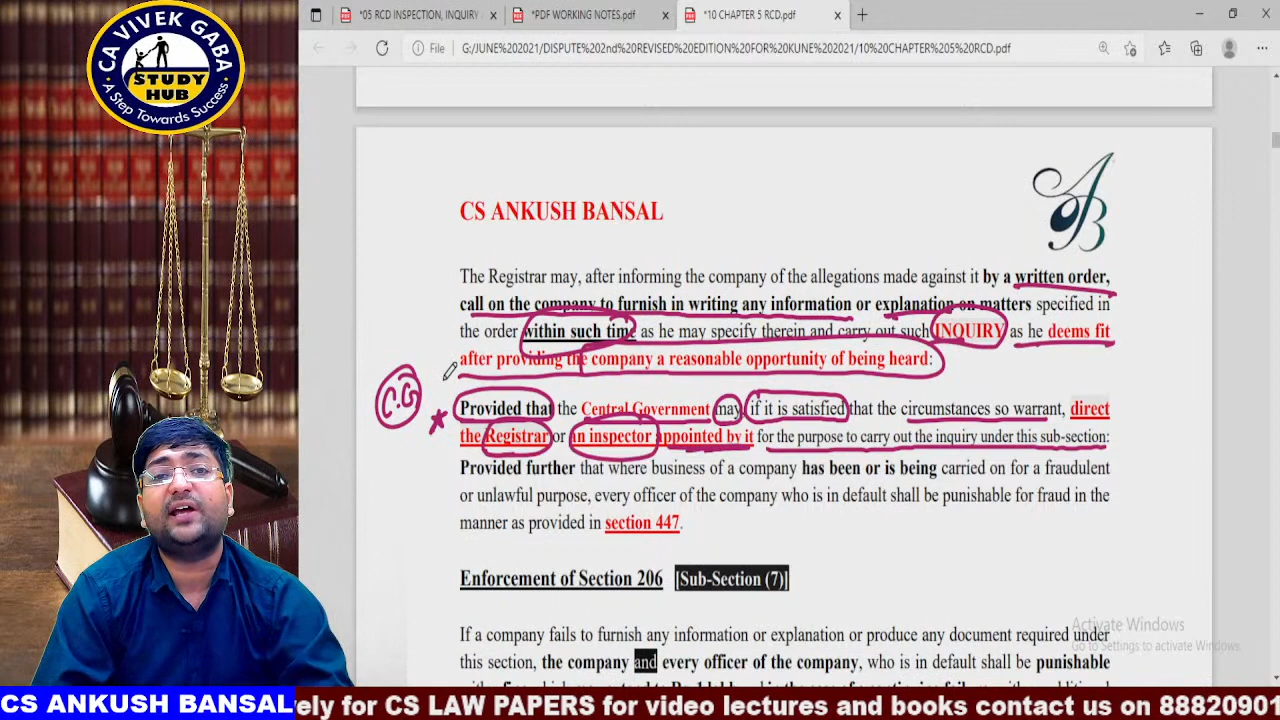 *05 RCD INSPECTION, INQUIRY
*PDF WORKING NOTES.pdf
*10 CHAPTER 5 RCD.pdf
File
G:/JUNE%202021/DISPUTE%202nd%20REVISED%20EDITION%20FOR%20JUNE%202021/10%20CHAPTER%205%20RCD.pdf
CA VIVEK GABA
STUDY
HUB
A Step Towards Success
CS ANKUSH BANSAL
AB
The Registrar may, after informing the company of the allegations made against it by a written order,
call on the company to furnish in writing any information or explanation on matters specified in
the order within such time as he may specify therein and carry out such INQUIRY as he deems fit
after providing the company a reasonable opportunity of being heard:
C.G
Provided that the Central Government may if it is satisfied that the circumstances so warrant, direct
the Registrar or an inspector appointed by it for the purpose to carry out the inquiry under this sub-section:
Provided further that where business of a company has been or is being carried on for a fraudulent
or unlawful purpose, every officer of the company who is in default shall be punishable for fraud in the
manner as provided in section 447.
Enforcement of Section 206 [Sub-Section (7)]
If a company fails to furnish any information or explanation or produce any document required under
this section, the company and every officer of the company, who is in default shall be punishable
Activate Windows
Go to Settings to activate Windows.
CS ANKUSH BANSAL
ely for CS LAW PAPERS for video lectures and books contact us on 88820901